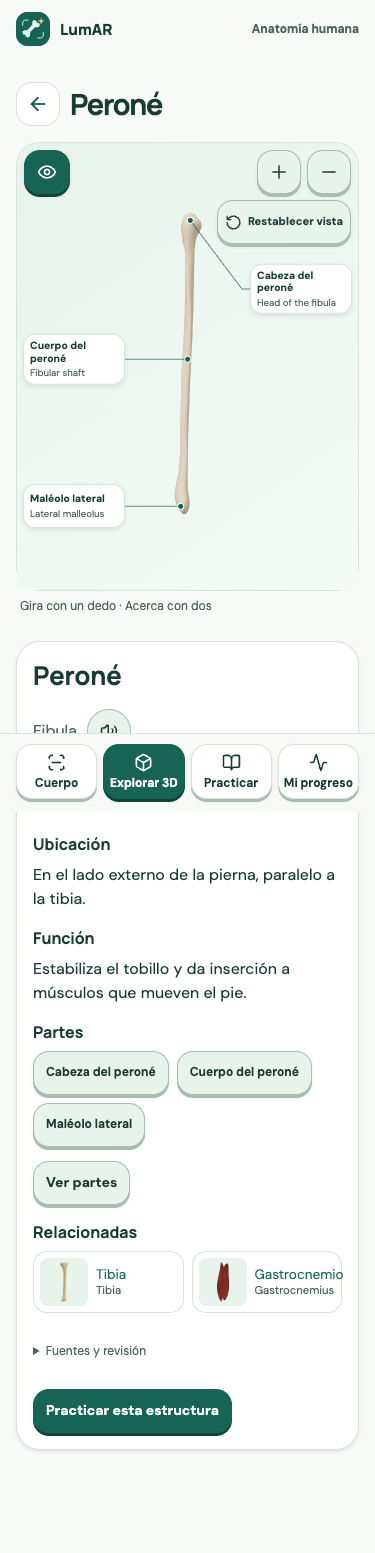 LumAR
Anatomía humana
Peroné
Restablecer vista
Cabeza del
peroné
Head of the fibula
Cuerpo del
peroné
Fibular shaft
Maléolo lateral
Lateral malleolus
Gira con un dedo · Acerca con dos
Peroné
Fibula
Cuerpo
Explorar 3D
Practicar
Mi progreso
Ubicación
En el lado externo de la pierna, paralelo a
la tibia.
Función
Estabiliza el tobillo y da inserción a
músculos que mueven el pie.
Partes
Cabeza del peroné
Cuerpo del peroné
Maléolo lateral
Ver partes
Relacionadas
Tibia
Tibia
Gastrocnemio
Gastrocnemius
Fuentes y revisión
Practicar esta estructura